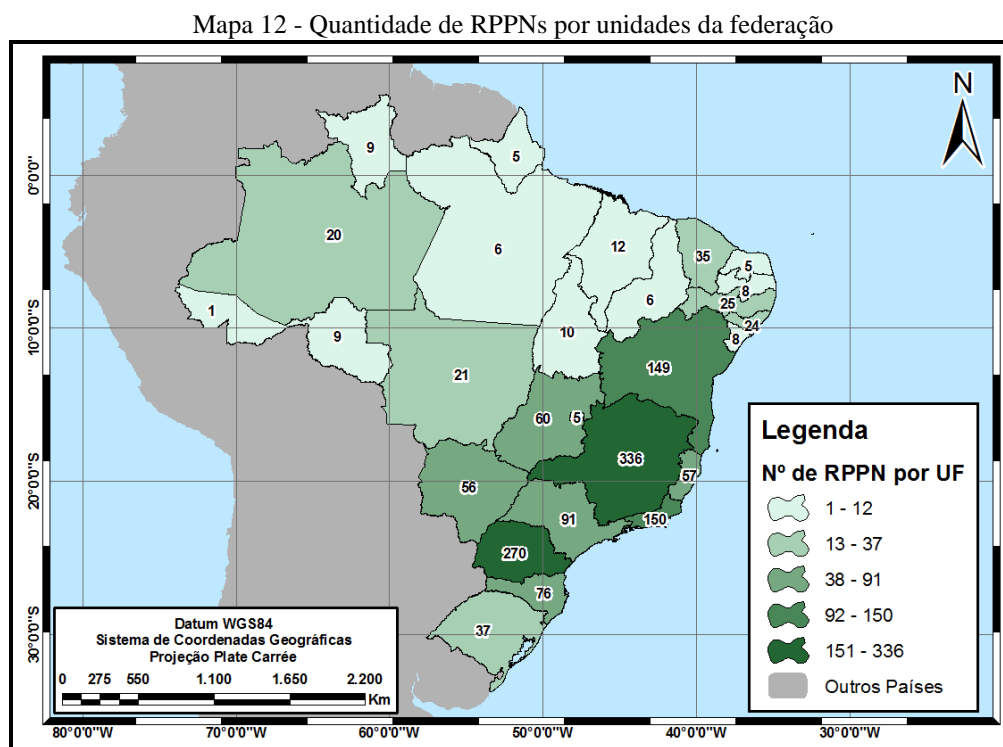 Mapa 12 - Quantidade de RPPNs por unidades da federação
N
9
5
20
6
12
35
5
8
25
24
8
6
1
9
10
21
149
60
5
336
57
56
91
150
270
76
37
0°0'0"
10°0'0"S
20°0'0"S
30°0'0"S
Legenda
Nº de RPPN por UF
1 - 12
13 - 37
38 - 91
92 - 150
151 - 336
Outros Países
Datum WGS84
Sistema de Coordenadas Geográficas
Projeção Plate Carrée
0 275 550 1.100 1.650 2.200
Km
80°0'0"W 70°0'0"W 60°0'0"W 50°0'0"W 40°0'0"W 30°0'0"W